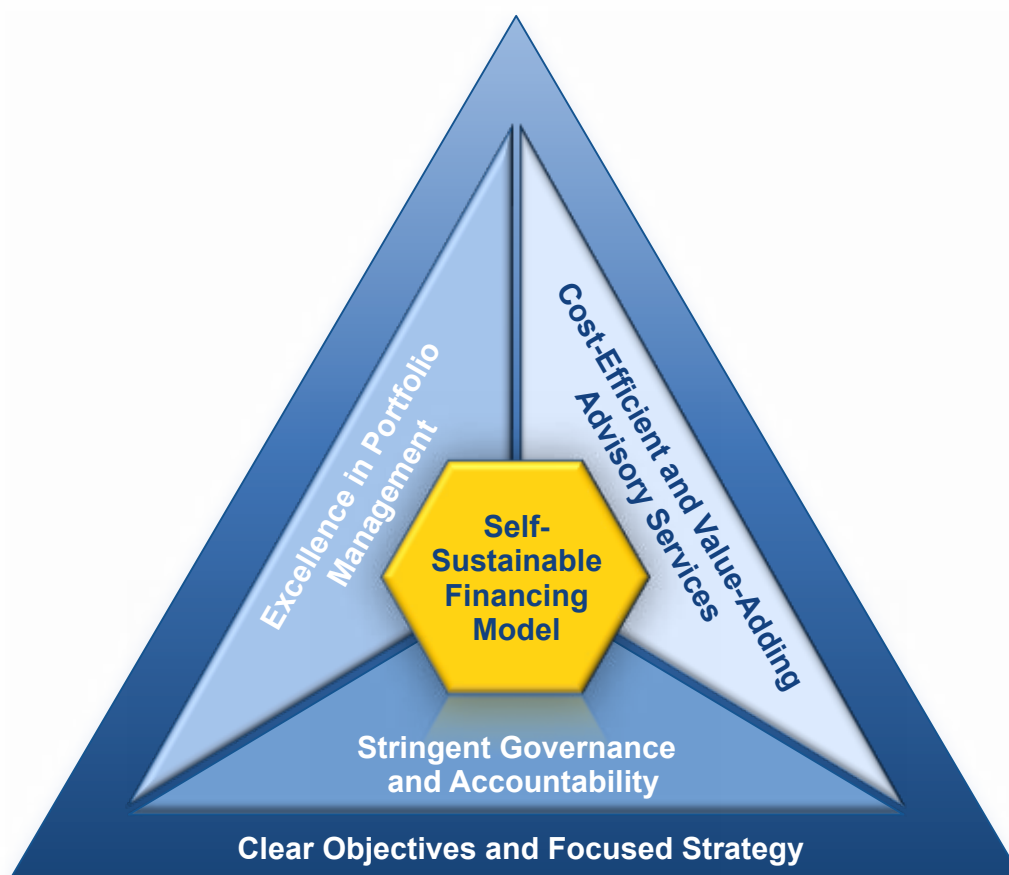 Excellence in Portfolio
Management
Cost-Efficient and Value-Adding
Advisory Services
Self-
Sustainable
Financing
Model
Stringent Governance
and Accountability
Clear Objectives and Focused Strategy